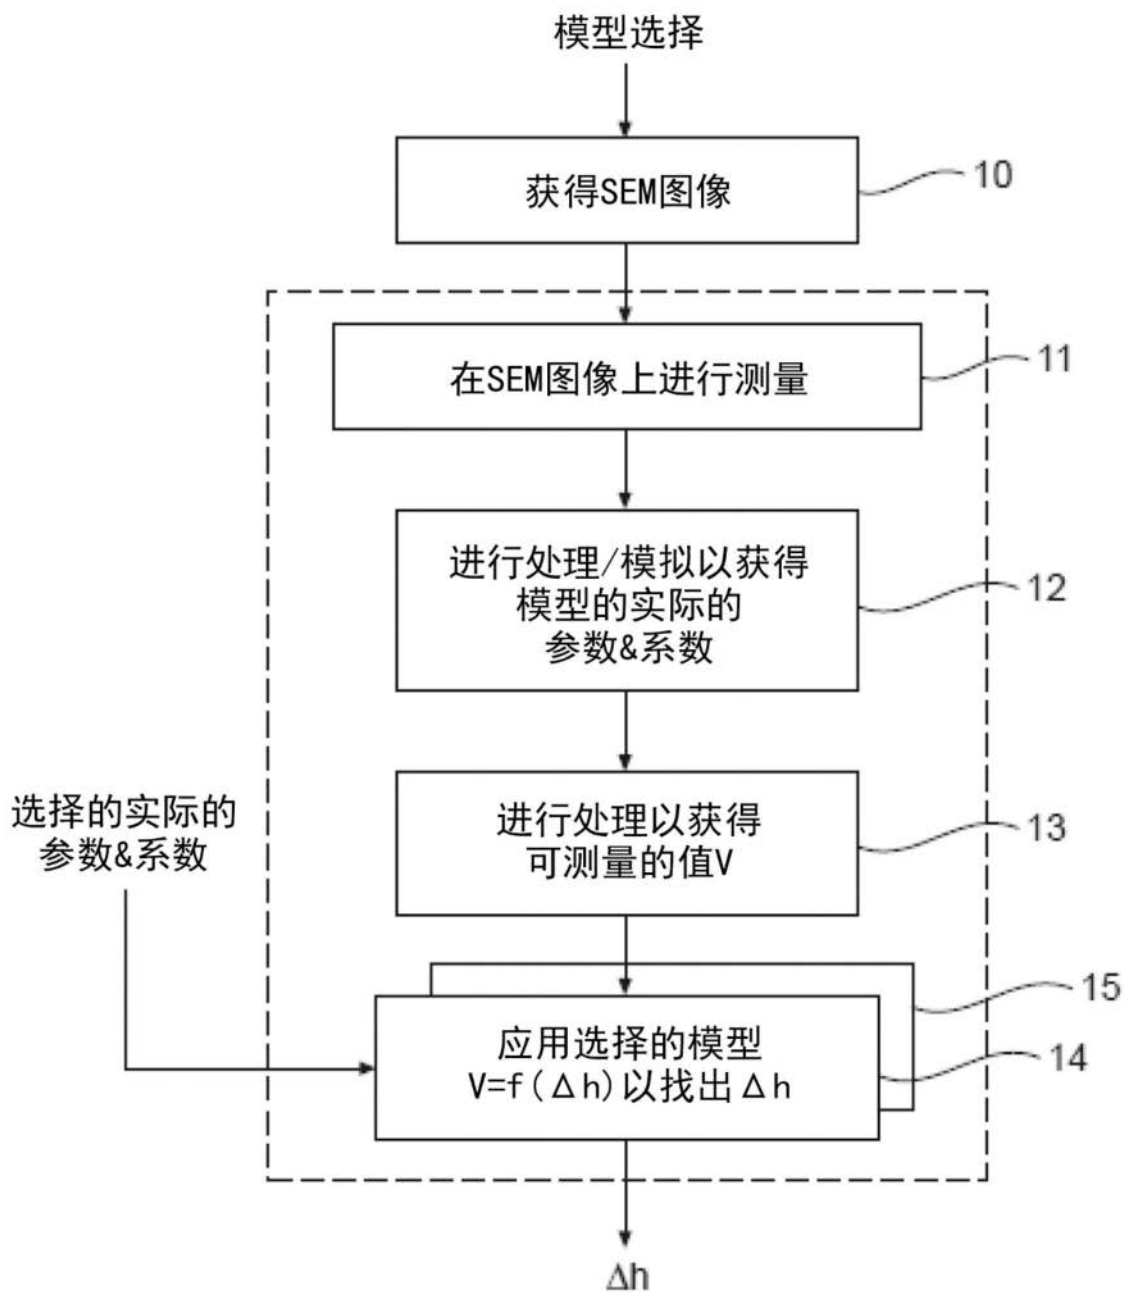 模型选择
获得SEM图像
10
在SEM图像上进行测量
11
进行处理/模拟以获得
模型的实际的
参数&系数
12
选择的实际的
参数&系数
进行处理以获得
可测量的值V
13
15
应用选择的模型
V=f(Δh)以找出Δh
14
Δh